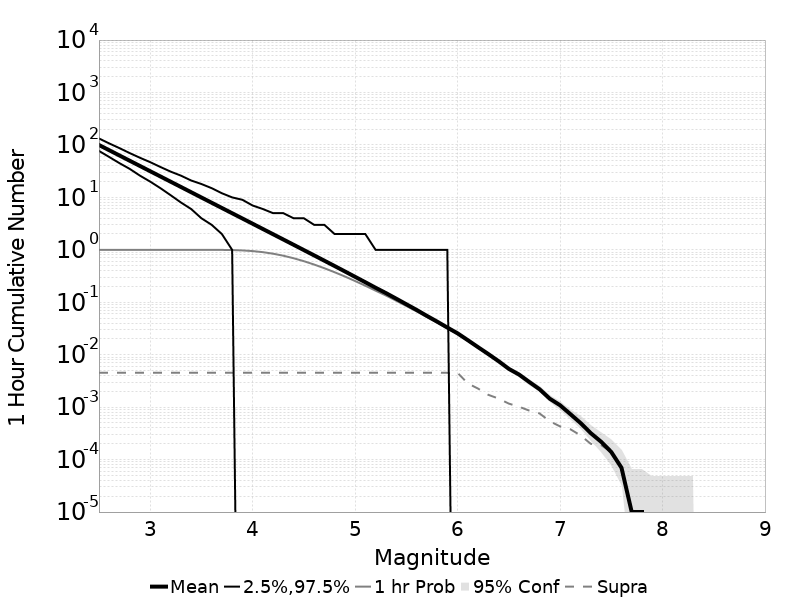 10^4
10^3
10^2
10^1
10^0
10^-1
10^-2
10^-3
10^-4
10^-5
1 Hour Cumulative Number
3 4 5 6 7 8 9
Magnitude
Mean 2.5%,97.5% 1 hr Prob 95% Conf Supra